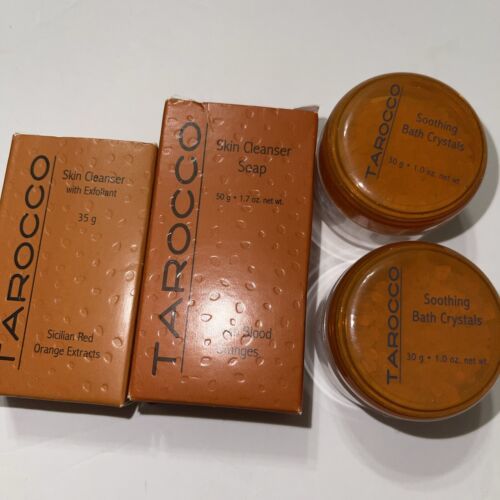 TAROCCO
Skin Cleanser
with Exfoliant
35 g
Sicilian Red
Orange Extracts
TAROCCO
Skin Cleanser
Soap
50 g • 1.7 oz. net wt.
Blood
Oranges
TAROCCO
Soothing
Bath Crystals
30 g • 1.0 oz. net wt.
TAROCCO
Soothing
Bath Crystals
30 g • 1.0 oz. net wt.